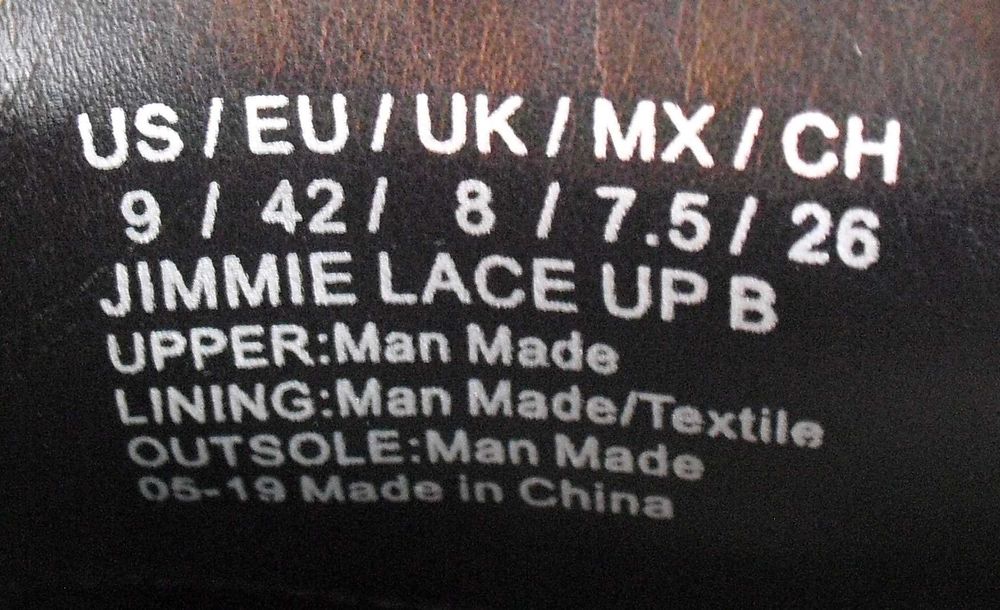 US / EU / UK / MX / CH
9 / 42 / 8 / 7.5 / 26
JIMMIE LACE UP B
UPPER:Man Made
LINING:Man Made/Textile
OUTSOLE:Man Made
05-19 Made in China